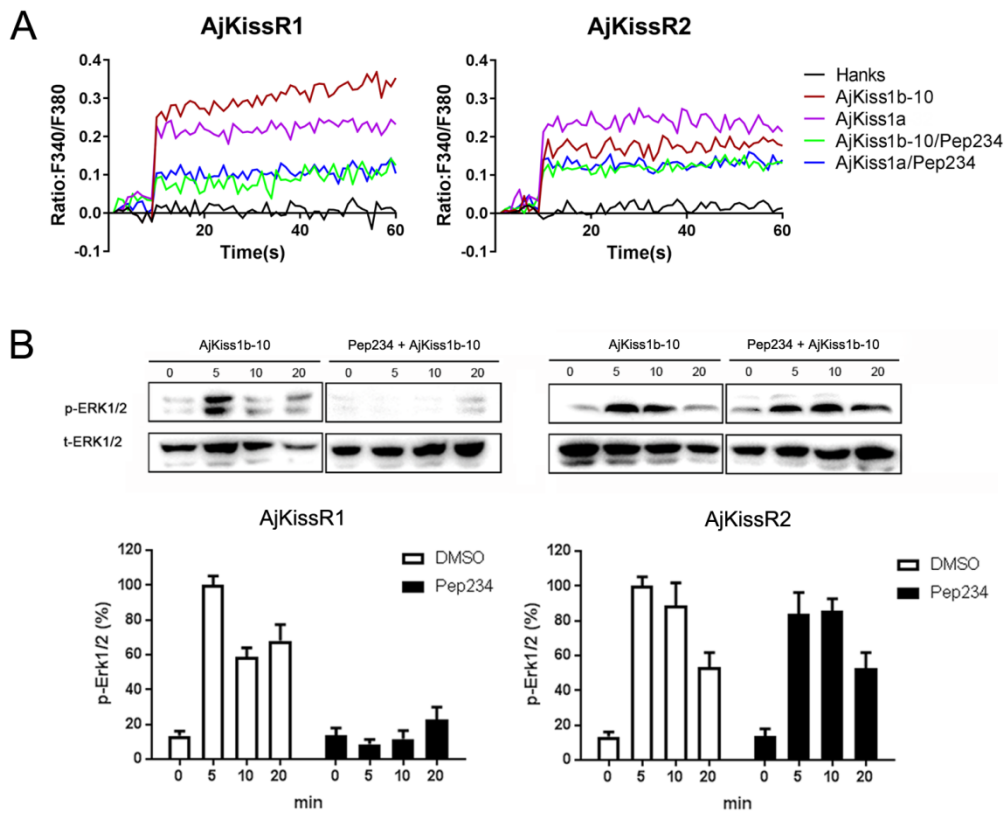 A
AjKissR1
AjKissR2
0.4
0.3
0.2
0.1
0.0
-0.1
Ratio:F340/F380
20
40
60
Time(s)
0.4
0.3
0.2
0.1
0.0
-0.1
Ratio:F340/F380
20
40
60
Time(s)
Hanks
AjKiss1b-10
AjKiss1a
AjKiss1b-10/Pep234
AjKiss1a/Pep234
B
AjKiss1b-10
Pep234 + AjKiss1b-10
AjKiss1b-10
Pep234 + AjKiss1b-10
0 5 10 20 0 5 10 20
0 5 10 20 0 5 10 20
p-ERK1/2
t-ERK1/2
AjKissR1
120
100
80
60
40
20
0
p-Erk1/2 (%)
DMSO
Pep234
0 5 10 20 0 5 10 20
min
AjKissR2
120
100
80
60
40
20
0
p-Erk1/2 (%)
DMSO
Pep234
0 5 10 20 0 5 10 20
min